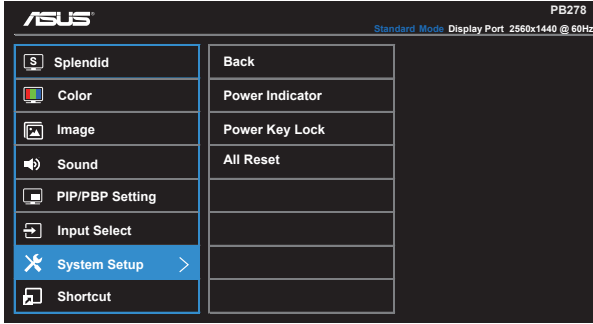 ASUS
PB278
Standard Mode Display Port 2560x1440 @ 60Hz
S Splendid
Color
Image
Sound
PIP/PBP Setting
Input Select
System Setup >
Shortcut
Back
Power Indicator
Power Key Lock
All Reset